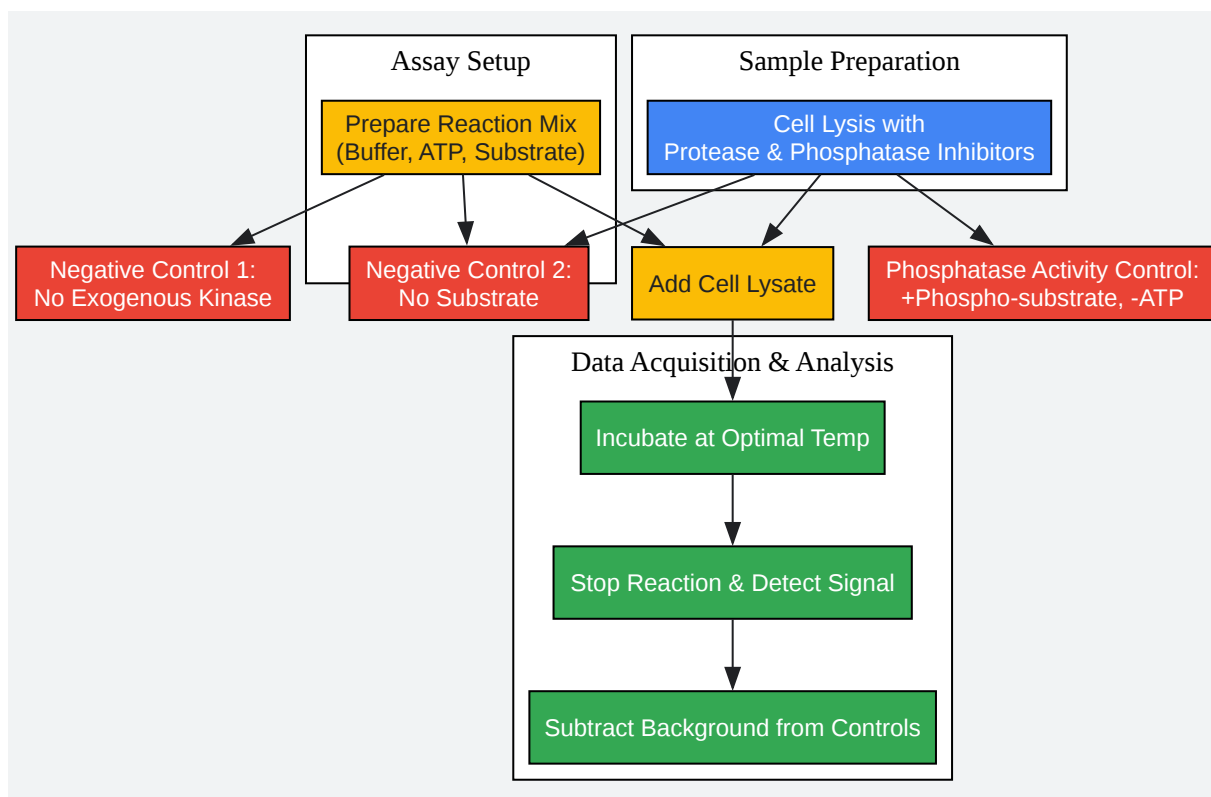 Assay Setup
Sample Preparation
Prepare Reaction Mix
(Buffer, ATP, Substrate)
Cell Lysis with
Protease & Phosphatase Inhibitors
Negative Control 1:
No Exogenous Kinase
Negative Control 2:
No Substrate
Add Cell Lysate
Phosphatase Activity Control:
+Phospho-substrate, -ATP
Data Acquisition & Analysis
Incubate at Optimal Temp
Stop Reaction & Detect Signal
Subtract Background from Controls